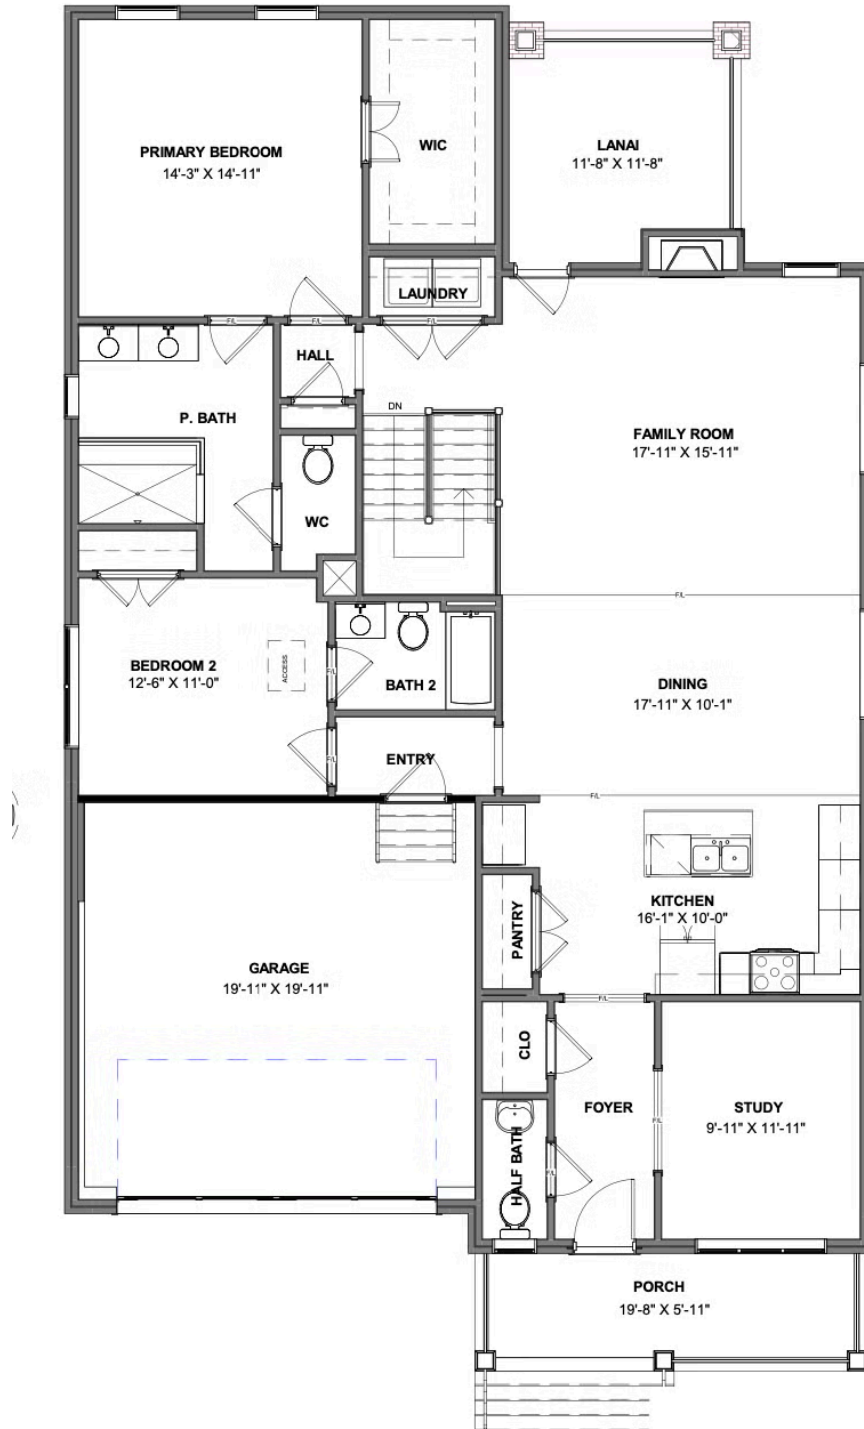 PRIMARY BEDROOM
14'-3" X 14'-11"
WIC
LANAI
11'-8" X 11'-8"
LAUNDRY
F/L
F/L
F/L
HALL
P. BATH
DN
FAMILY ROOM
17'-11" X 15'-11"
WC
F/L
BEDROOM 2
12'-6" X 11'-0"
ACCESS
F/L
BATH 2
DINING
17'-11" X 10'-1"
ENTRY
F/L
F/L
KITCHEN
16'-1" X 10'-0"
PANTRY
GARAGE
19'-11" X 19'-11"
F/L
CLO
FOYER
STUDY
9'-11" X 11'-11"
F/L
HALF BATH
F/L
PORCH
19'-8" X 5'-11"